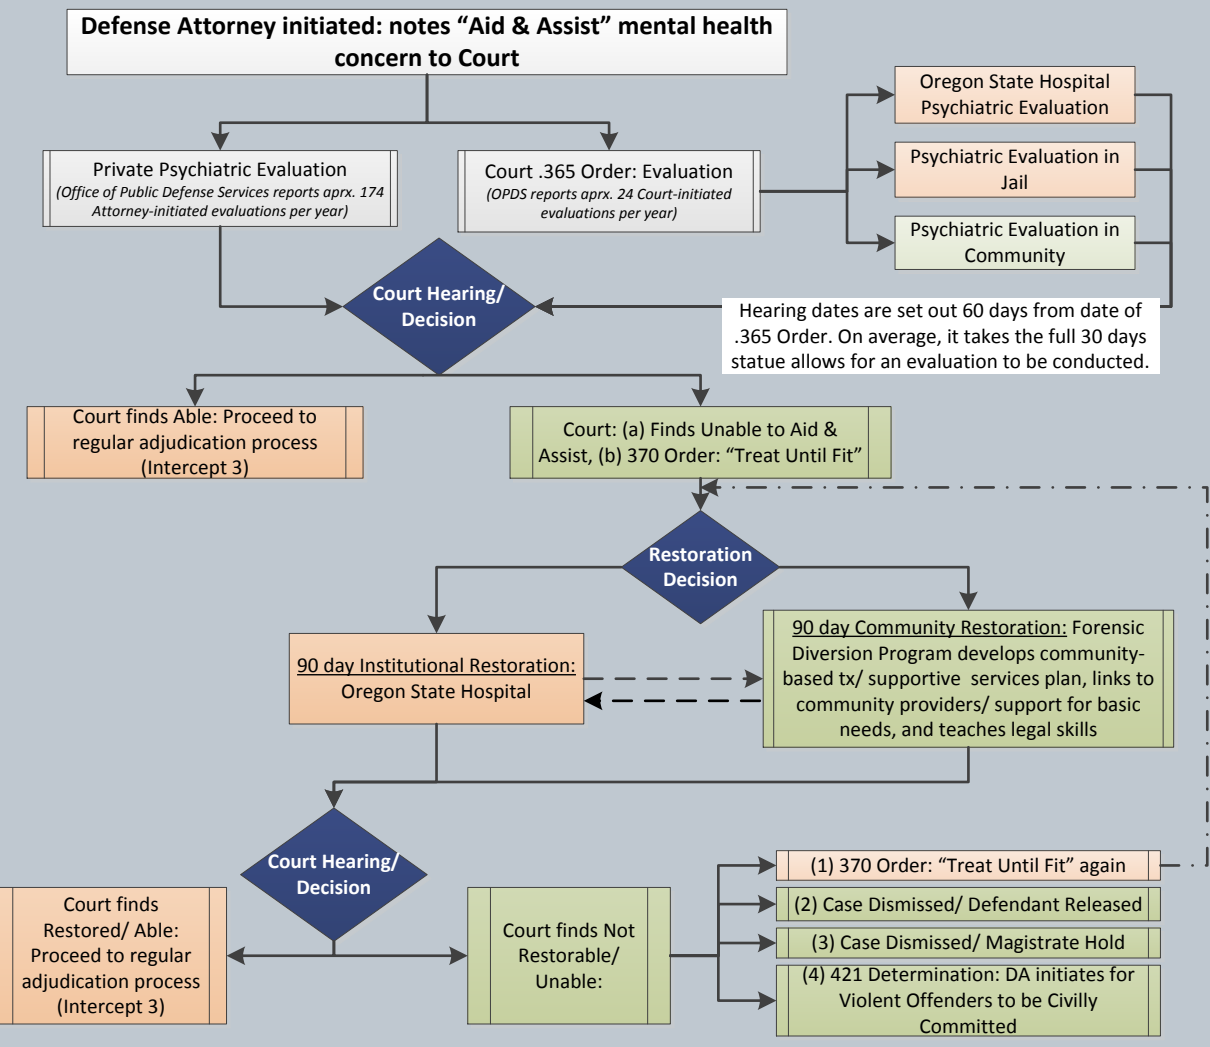 Defense Attorney initiated: notes “Aid & Assist” mental health
concern to Court
Oregon State Hospital
Psychiatric Evaluation
Private Psychiatric Evaluation
(Office of Public Defense Services reports aprx. 174
Attorney-initiated evaluations per year)
Court .365 Order: Evaluation
(OPDS reports aprx. 24 Court-initiated
evaluations per year)
Psychiatric Evaluation in
Jail
Psychiatric Evaluation in
Community
Court Hearing/
Decision
Hearing dates are set out 60 days from date of
.365 Order. On average, it takes the full 30 days
statue allows for an evaluation to be conducted.
Court finds Able: Proceed to
regular adjudication process
(Intercept 3)
Court: (a) Finds Unable to Aid &
Assist, (b) 370 Order: “Treat Until Fit”
Restoration
Decision
90 day Institutional Restoration:
Oregon State Hospital
90 day Community Restoration: Forensic
Diversion Program develops community-
based tx/ supportive services plan, links to
community providers/ support for basic
needs, and teaches legal skills
Court Hearing/
Decision
Court finds
Restored/ Able:
Proceed to regular
adjudication process
(Intercept 3)
Court finds Not
Restorable/
Unable:
(1) 370 Order: “Treat Until Fit” again
(2) Case Dismissed/ Defendant Released
(3) Case Dismissed/ Magistrate Hold
(4) 421 Determination: DA initiates for
Violent Offenders to be Civilly
Committed